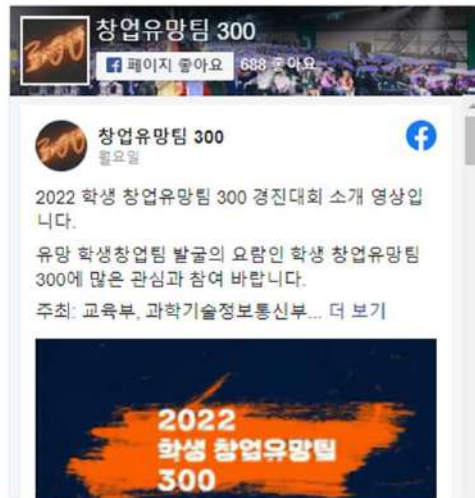 창업유망팀 300
페이지 좋아요 688 좋아요
창업유망팀 300
월요일
2022 학생 창업유망팀 300 경진대회 소개 영상입
니다.
유망 학생창업팀 발굴의 요람인 학생 창업유망팀
300에 많은 관심과 참여 바랍니다.
주최: 교육부, 과학기술정보통신부... 더 보기
2022
학생 창업유망팀
300